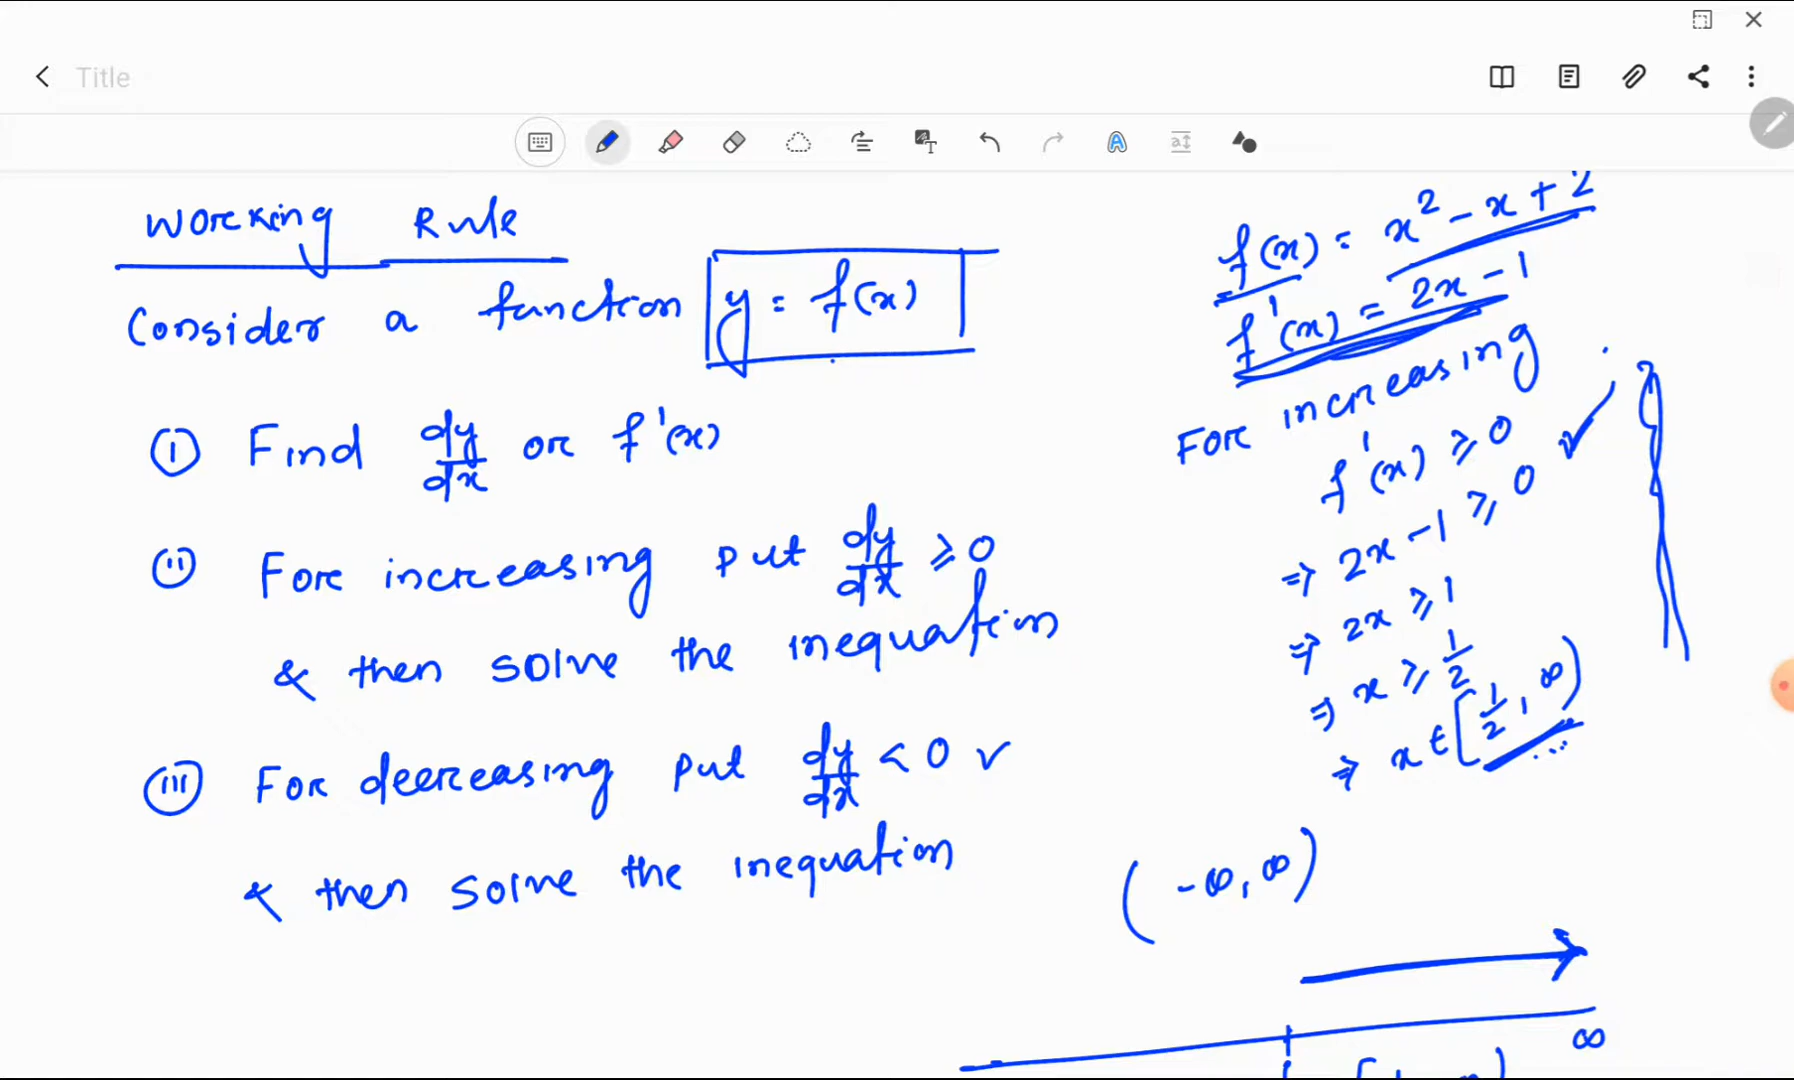 Title
Working Rule
Consider a function y = f(x)
(i) Find dy/dx or f'(x)
(ii) For increasing put dy/dx ⩾ 0
& then solve the inequation
(iii) For decreasing put dy/dx < 0 ✓
& then solve the inequation
f(x) = x² - x + 2
f'(x) = 2x - 1
For increasing
f'(x) ⩾ 0
⇒ 2x - 1 ⩾ 0 ✓
⇒ 2x ⩾ 1
⇒ x ⩾ 1/2
⇒ x ∈ [1/2, ∞)
(-∞, ∞)
∞